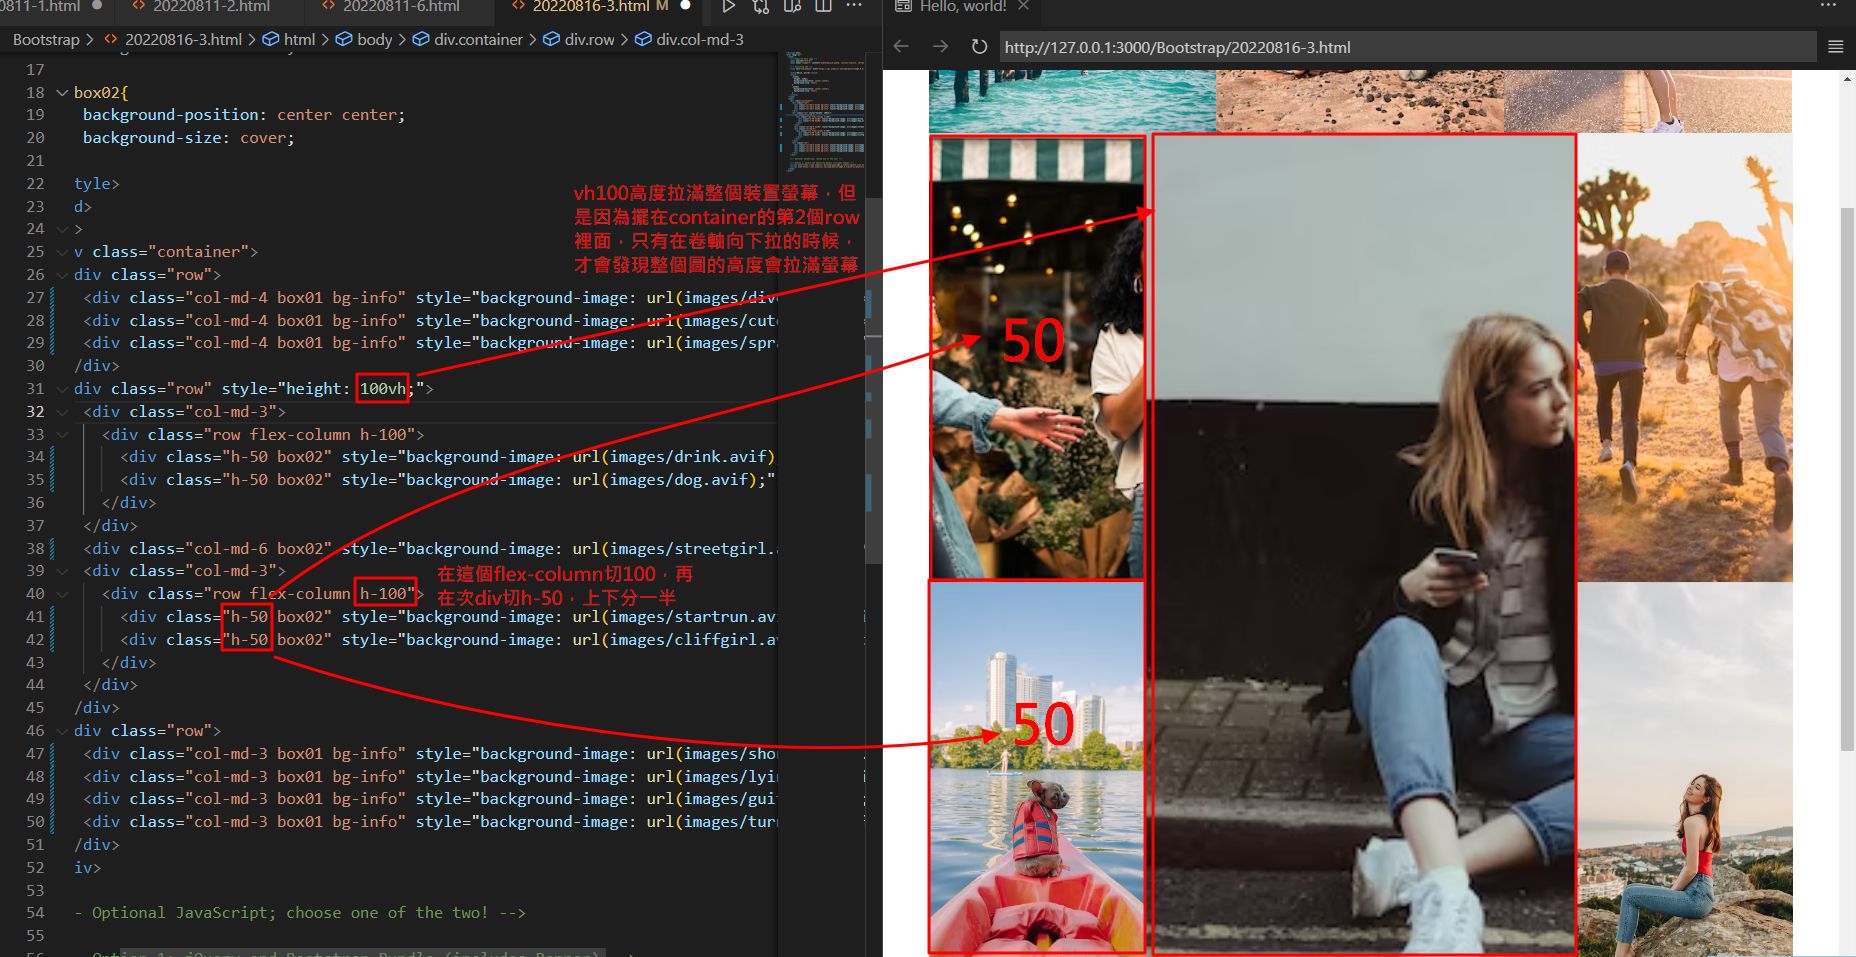 0811-1.html
20220811-2.html
20220811-6.html
20220816-3.html M
Hello, world!
Bootstrap > 20220816-3.html > html > body > div.container > div.row > div.col-md-3
http://127.0.0.1:3000/Bootstrap/20220816-3.html
17
18 box02{
19 background-position: center center;
20 background-size: cover;
21
22 tyle>
23 d>
24 >
25 v class="container">
26 div class="row">
27 <div class="col-md-4 box01 bg-info" style="background-image: url(images/div
28 <div class="col-md-4 box01 bg-info" style="background-image: url(images/cut
29 <div class="col-md-4 box01 bg-info" style="background-image: url(images/spr
30 /div>
31 div class="row" style="height: 100vh;">
32 <div class="col-md-3">
33 <div class="row flex-column h-100">
34 <div class="h-50 box02" style="background-image: url(images/drink.avif)
35 <div class="h-50 box02" style="background-image: url(images/dog.avif);"
36 </div>
37 </div>
38 <div class="col-md-6 box02" style="background-image: url(images/streetgirl.
39 <div class="col-md-3">
40 <div class="row flex-column h-100">
41 <div class="h-50 box02" style="background-image: url(images/startrun.av
42 <div class="h-50 box02" style="background-image: url(images/cliffgirl.a
43 </div>
44 </div>
45 /div>
46 div class="row">
47 <div class="col-md-3 box01 bg-info" style="background-image: url(images/sho
48 <div class="col-md-3 box01 bg-info" style="background-image: url(images/lyi
49 <div class="col-md-3 box01 bg-info" style="background-image: url(images/gui
50 <div class="col-md-3 box01 bg-info" style="background-image: url(images/tur
51 /div>
52 iv>
53
54 - Optional JavaScript; choose one of the two! -->
55
vh100高度拉滿整個裝置螢幕，但
是因為擺在container的第2個row
裡面，只有在卷軸向下拉的時候，
才會發現整個圖的高度會拉滿螢幕
在這個flex-column切100，再
在次div切h-50，上下分一半
50
50